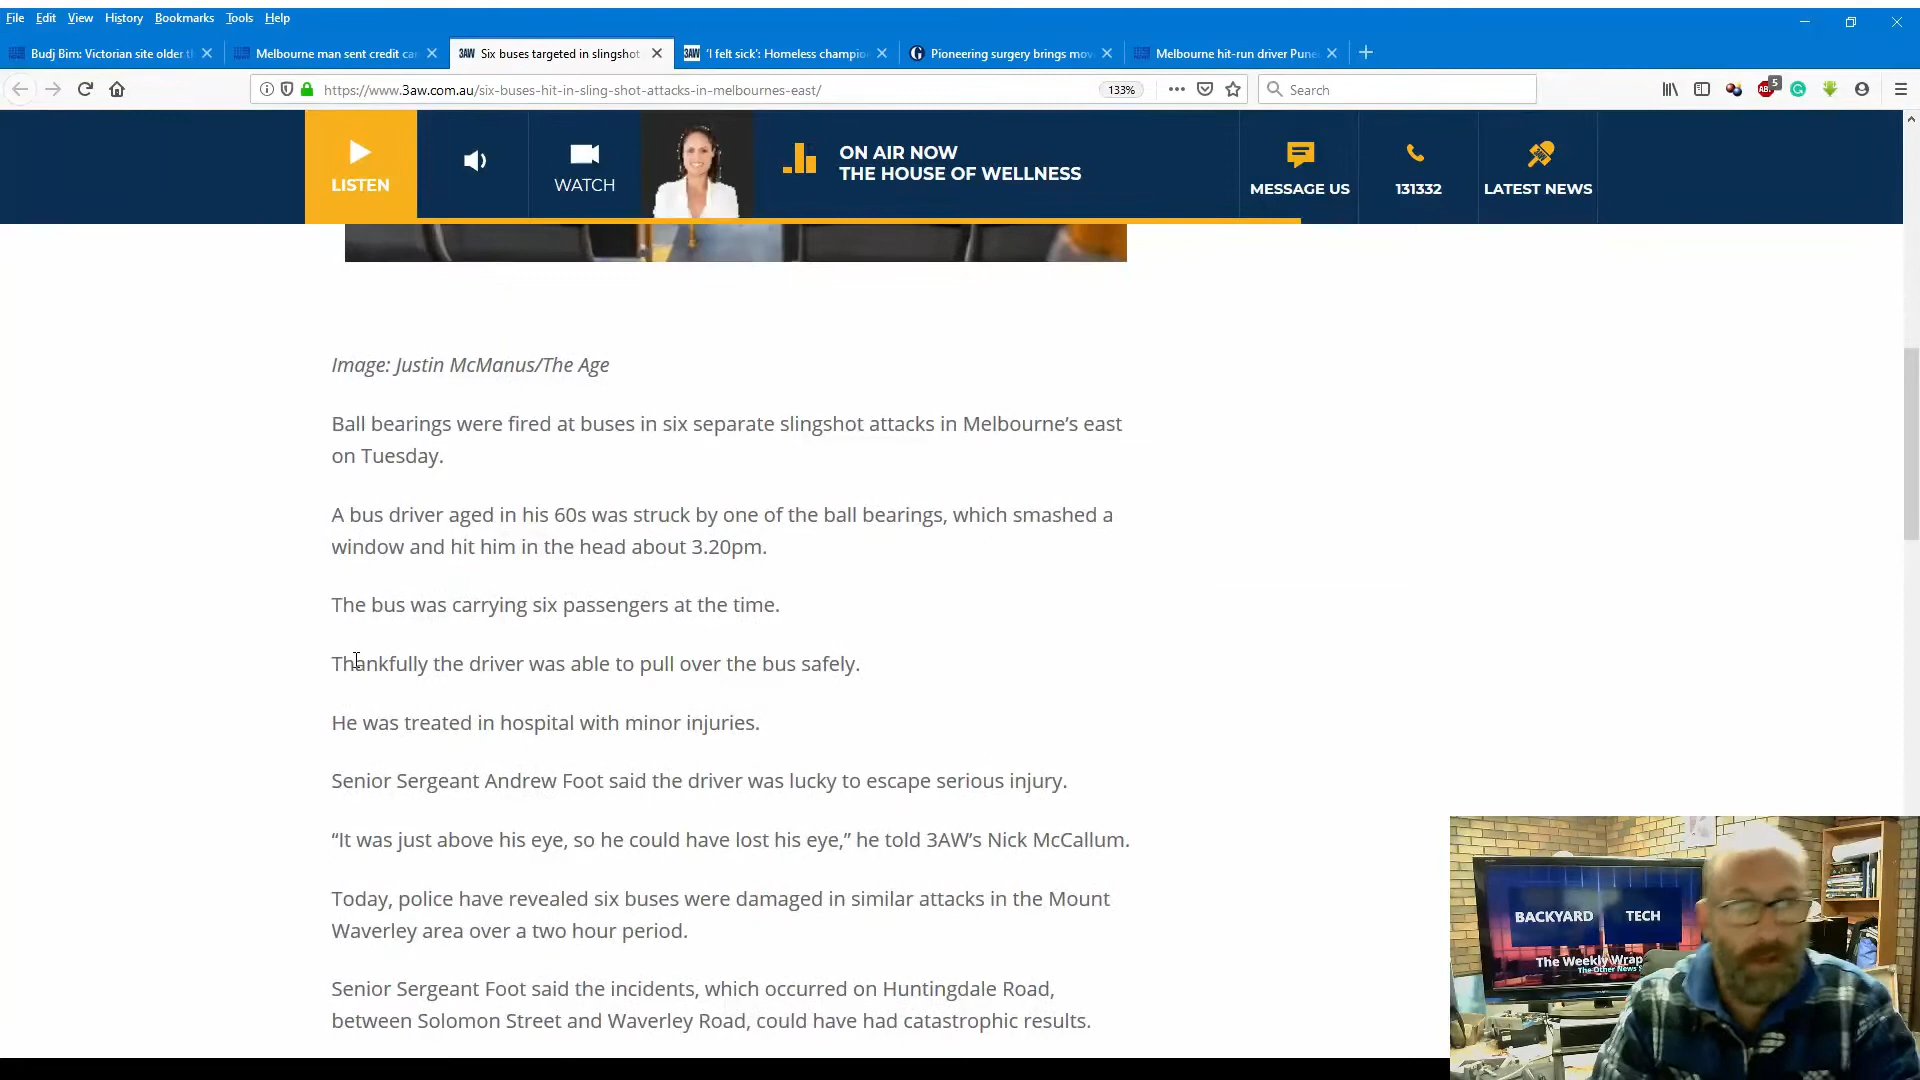 File Edit View History Bookmarks Tools Help
Budj Bim: Victorian site older t
Melbourne man sent credit ca
3AW Six buses targeted in slingshot
3AW 'I felt sick': Homeless champio
Pioneering surgery brings mov
Melbourne hit-run driver Pune
https://www.3aw.com.au/six-buses-hit-in-sling-shot-attacks-in-melbournes-east/
133%
Search
5
LISTEN
WATCH
ON AIR NOW
THE HOUSE OF WELLNESS
MESSAGE US
131332
LATEST NEWS
Image: Justin McManus/The Age
Ball bearings were fired at buses in six separate slingshot attacks in Melbourne's east
on Tuesday.
A bus driver aged in his 60s was struck by one of the ball bearings, which smashed a
window and hit him in the head about 3.20pm.
The bus was carrying six passengers at the time.
Thankfully the driver was able to pull over the bus safely.
He was treated in hospital with minor injuries.
Senior Sergeant Andrew Foot said the driver was lucky to escape serious injury.
“It was just above his eye, so he could have lost his eye,” he told 3AW's Nick McCallum.
Today, police have revealed six buses were damaged in similar attacks in the Mount
Waverley area over a two hour period.
Senior Sergeant Foot said the incidents, which occurred on Huntingdale Road,
between Solomon Street and Waverley Road, could have had catastrophic results.
BACKYARD TECH
The Weekly Wrap
The Other News